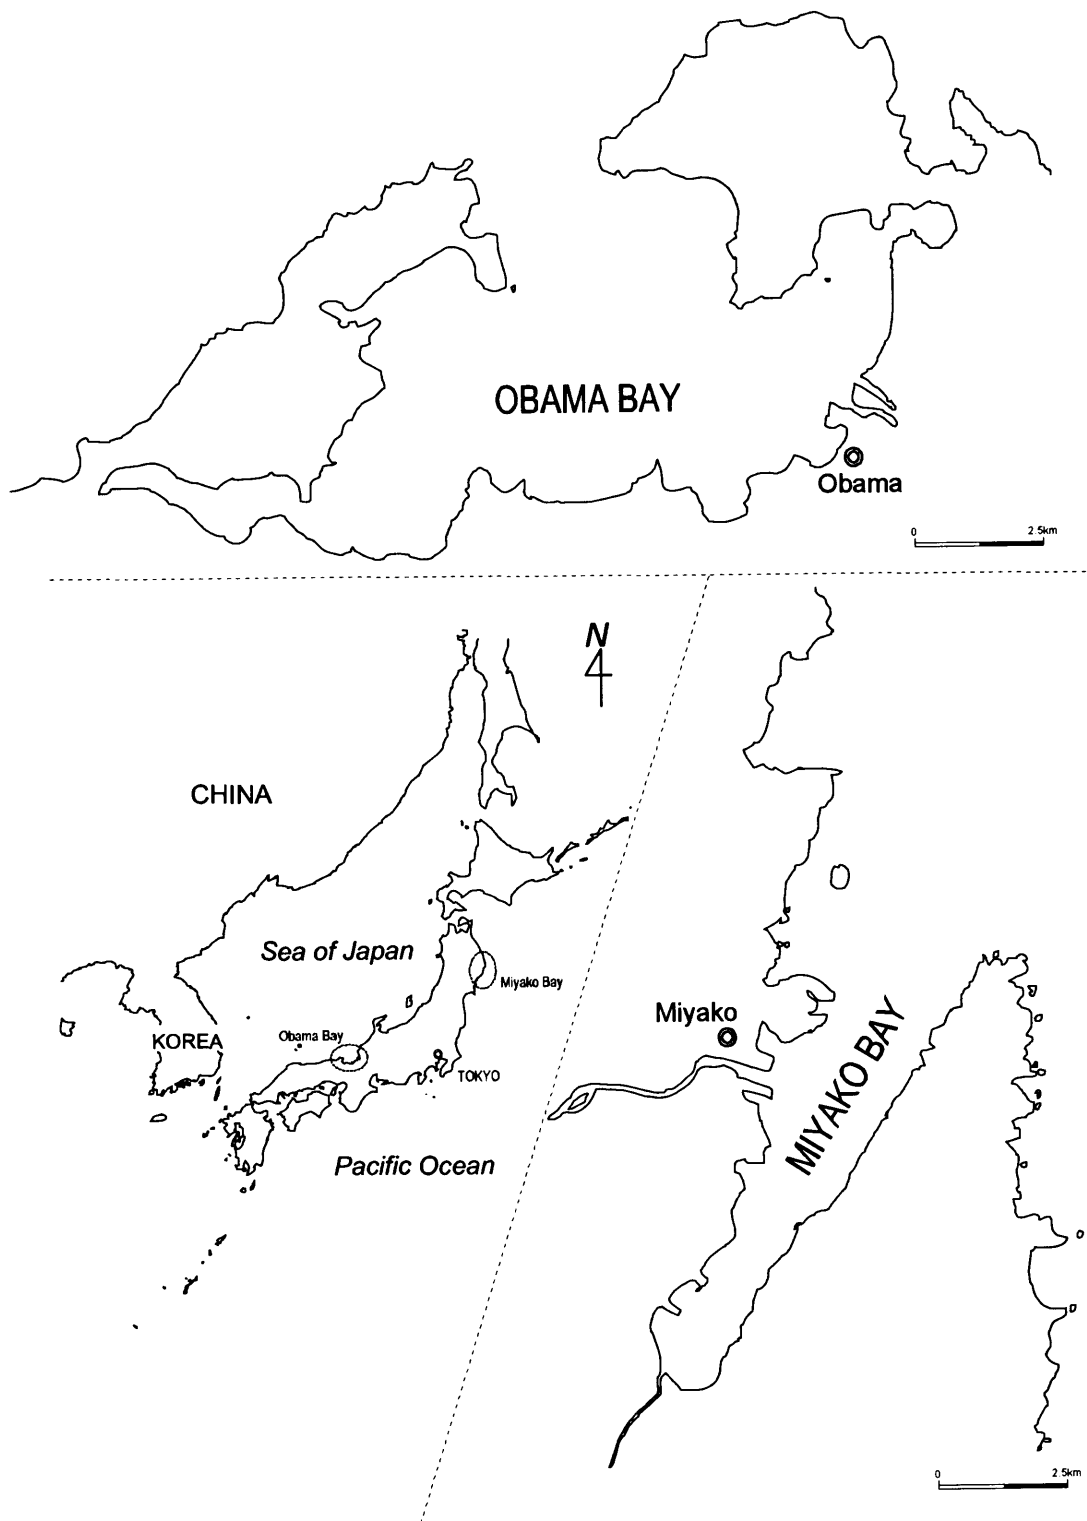 OBAMA BAY
Obama
0 2.5km
N
CHINA
Sea of Japan
Miyako Bay
KOREA
Obama Bay
TOKYO
Pacific Ocean
Miyako
MIYAKO BAY
0 2.5km